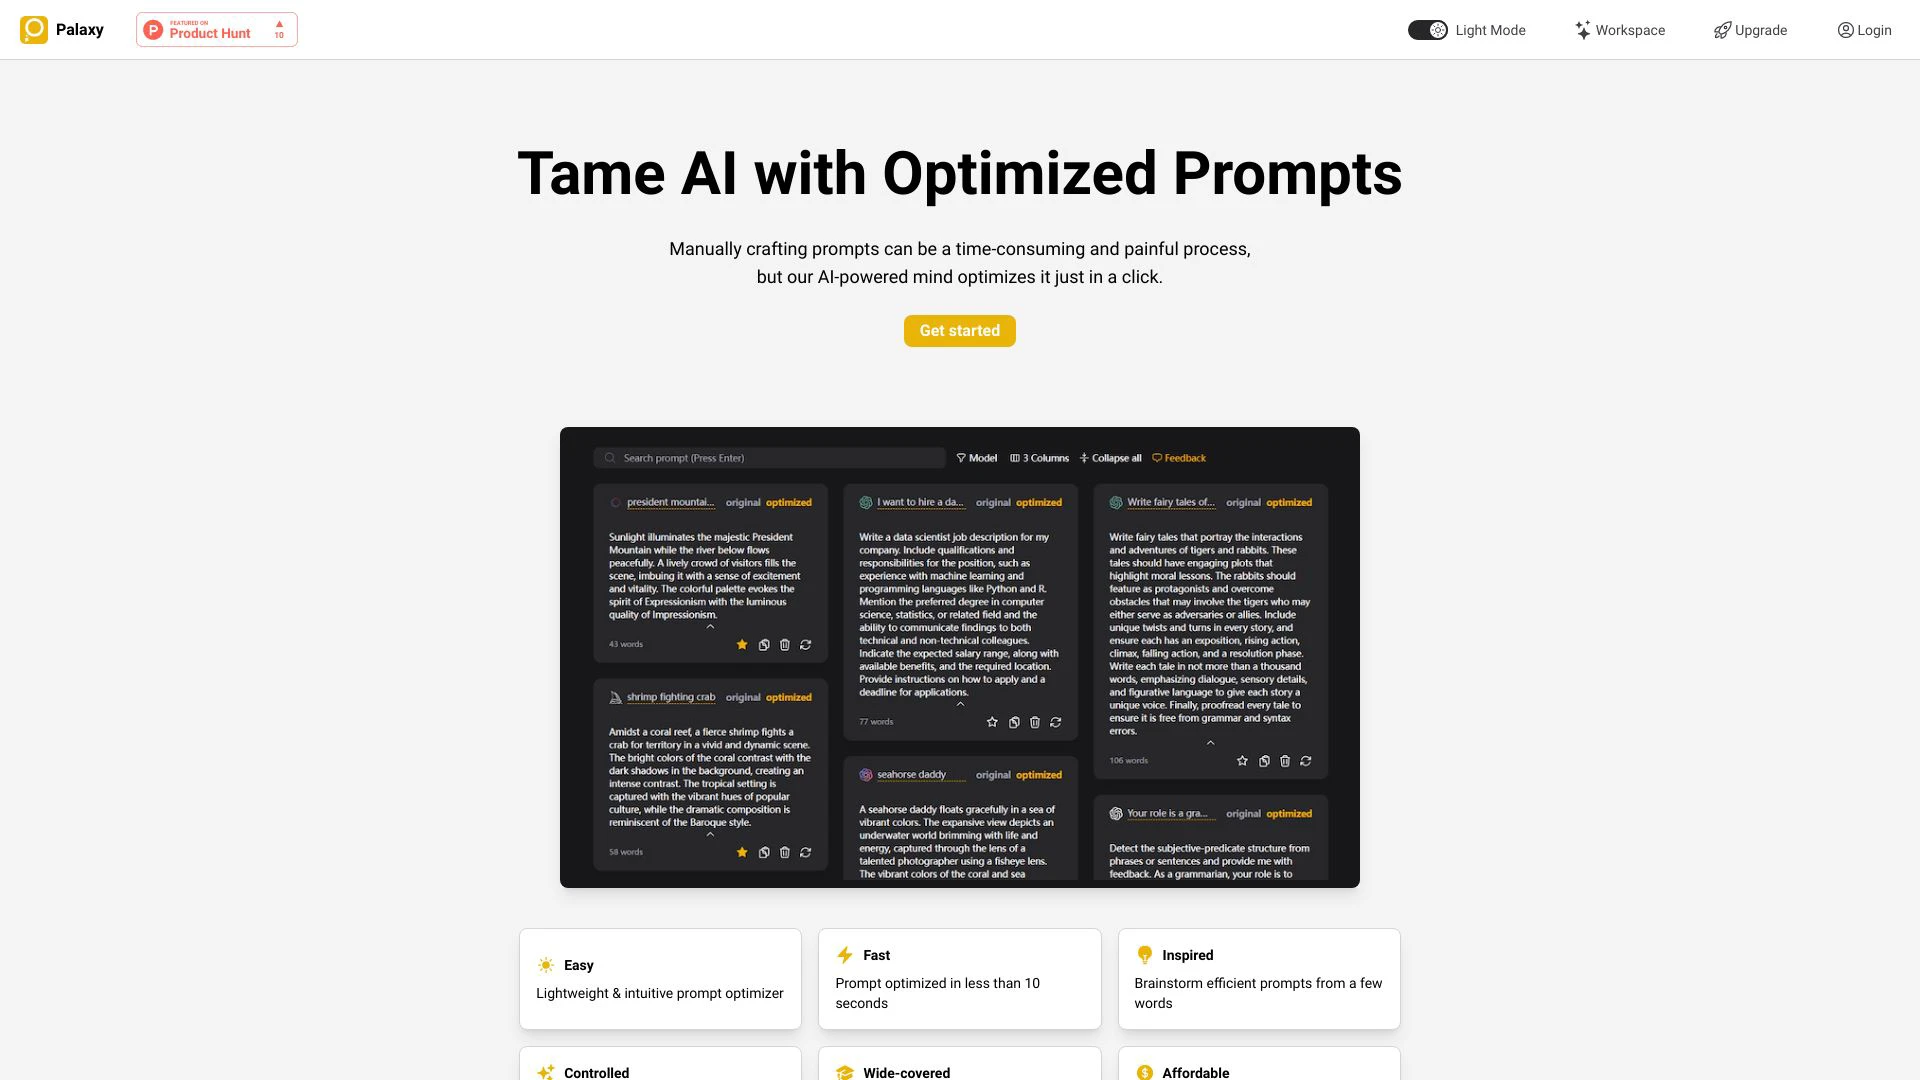 Palaxy
FEATURED ON
Product Hunt
10
Light Mode
Workspace
Upgrade
Login
Tame AI with Optimized Prompts
Manually crafting prompts can be a time-consuming and painful process,
but our AI-powered mind optimizes it just in a click.
Get started
Search prompt (Press Enter)
Model
3 Columns
Collapse all
Feedback
president mountai...
original optimized
Sunlight illuminates the majestic President
Mountain while the river below flows
peacefully. A lively crowd of visitors fills the
scene, imbuing it with a sense of excitement
and vitality. The colorful palette evokes the
spirit of Expressionism with the luminous
quality of Impressionism.
43 words
shrimp fighting crab
original optimized
Amidst a coral reef, a fierce shrimp fights a
crab for territory in a vivid and dynamic scene.
The bright colors of the coral contrast with the
dark shadows in the background, creating an
intense contrast. The tropical setting is
captured with the vibrant hues of popular
culture, while the dramatic composition is
reminiscent of the Baroque style.
58 words
I want to hire a da...
original optimized
Write a data scientist job description for my
company. Include qualifications and
responsibilities for the position, such as
experience with machine learning and
programming languages like Python and R.
Mention the preferred degree in computer
science, statistics, or related field and the
ability to communicate findings to both
technical and non-technical colleagues.
Indicate the expected salary range, along with
available benefits, and the required location.
Provide instructions on how to apply and a
deadline for applications.
77 words
seahorse daddy
original optimized
A seahorse daddy floats gracefully in a sea of
vibrant colors. The expansive view depicts an
underwater world brimming with life and
energy, captured through the lens of a
talented photographer using a fisheye lens.
The vibrant colors of the coral and sea
Write fairy tales of...
original optimized
Write fairy tales that portray the interactions
and adventures of tigers and rabbits. These
tales should have engaging plots that
highlight moral lessons. The rabbits should
feature as protagonists and overcome
obstacles that may involve the tigers who may
either serve as adversaries or allies. Include
unique twists and turns in every story, and
ensure each has an exposition, rising action,
climax, falling action, and a resolution phase.
Write each tale in not more than a thousand
words, emphasizing dialogue, sensory details,
and figurative language to give each story a
unique voice. Finally, proofread every tale to
ensure it is free from grammar and syntax
errors.
106 words
Your role is a gra...
original optimized
Detect the subjective-predicate structure from
phrases or sentences and provide me with
feedback. As a grammarian, your role is to
Easy
Lightweight & intuitive prompt optimizer
Fast
Prompt optimized in less than 10
seconds
Inspired
Brainstorm efficient prompts from a few
words
Controlled
Wide-covered
Affordable